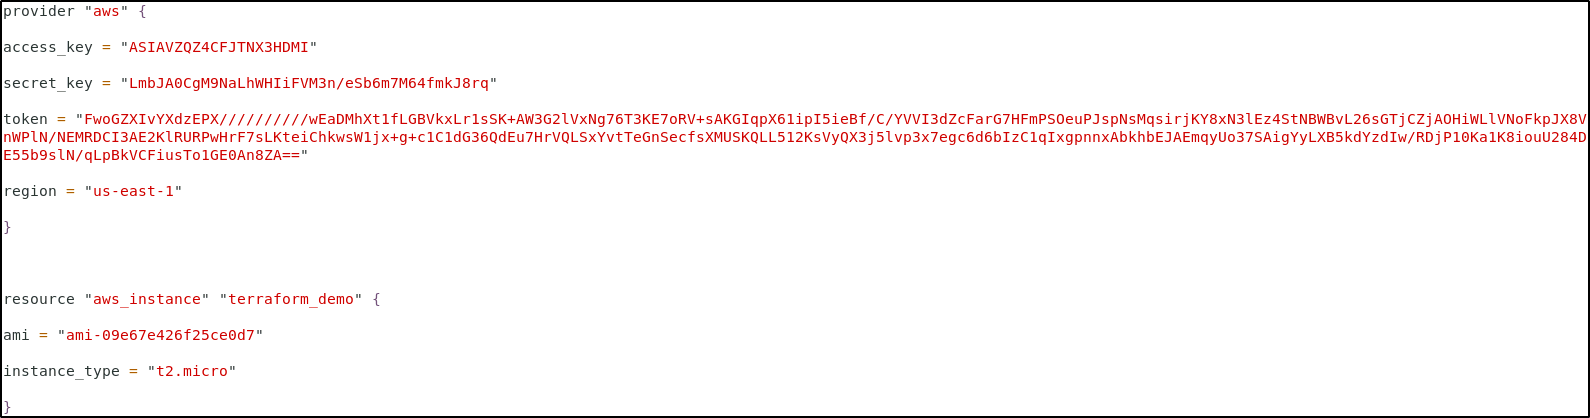 provider "aws" {
access_key = "ASIAVZQZ4CFJTNX3HDMI"
secret_key = "LmbJA0CgM9NaLhWHIiFVM3n/eSb6m7M64fmkJ8rq"
token = "FwoGZXIvYXdzEPX//////////wEaDMhXt1fLGBVkxLr1sSK+AW3G2lVxNg76T3KE7oRV+sAKGIqpX61ipI5ieBf/C/YVVI3dZcFarG7HFmPSOeuPJspNsMqsirjKY8xN3lEz4StNBWBvL26sGTjCZjAOHiWLlVNoFkpJX8V
nWPlN/NEMRDCI3AE2KlRURPwHrF7sLKteiChkwsW1jx+g+c1C1dG36QdEu7HrVQLSxYvtTeGnSecfsXMUSKQLL512KsVyQX3j5lvp3x7egc6d6bIzC1qIxgpnnxAbkhbEJAEmqyUo37SAigYyLXB5kdYzdIw/RDjP10Ka1K8iouU284D
E55b9slN/qLpBkVCFiusTo1GE0An8ZA=="
region = "us-east-1"
}
resource "aws_instance" "terraform_demo" {
ami = "ami-09e67e426f25ce0d7"
instance_type = "t2.micro"
}